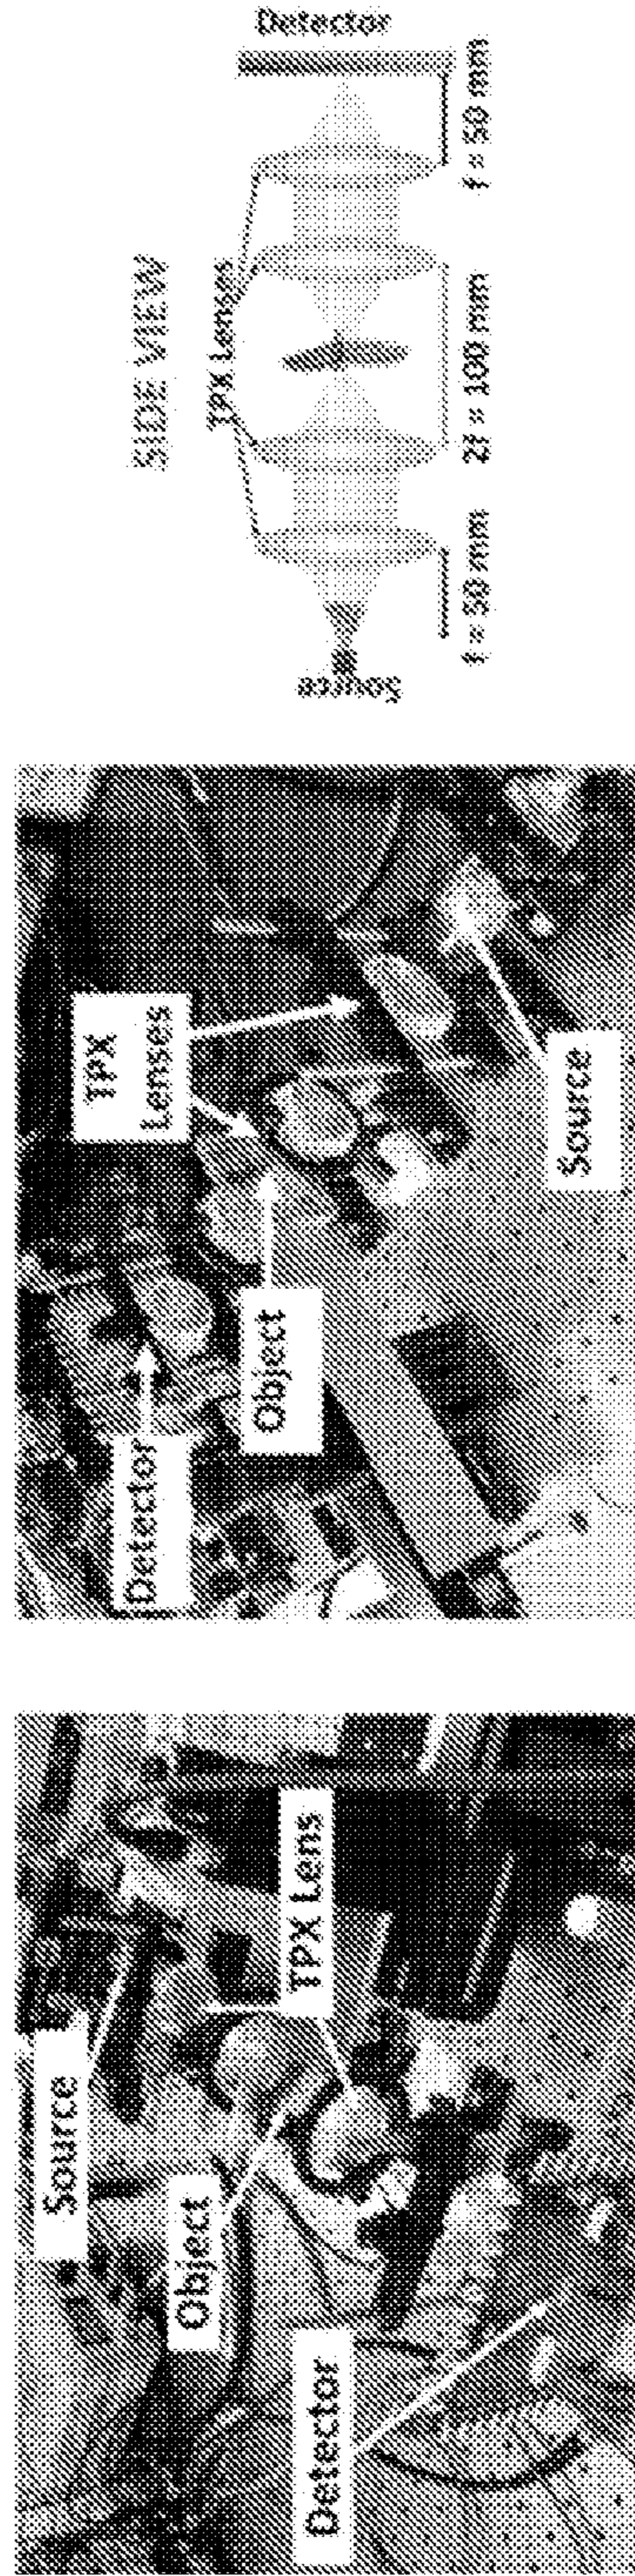 Source
Object
TPX Lens
Detector
Detector
Object
TPX
Lenses
Source
SIDE VIEW
TPX Lenses
Source
Detector
f = 50 mm
2f = 100 mm
f = 50 mm